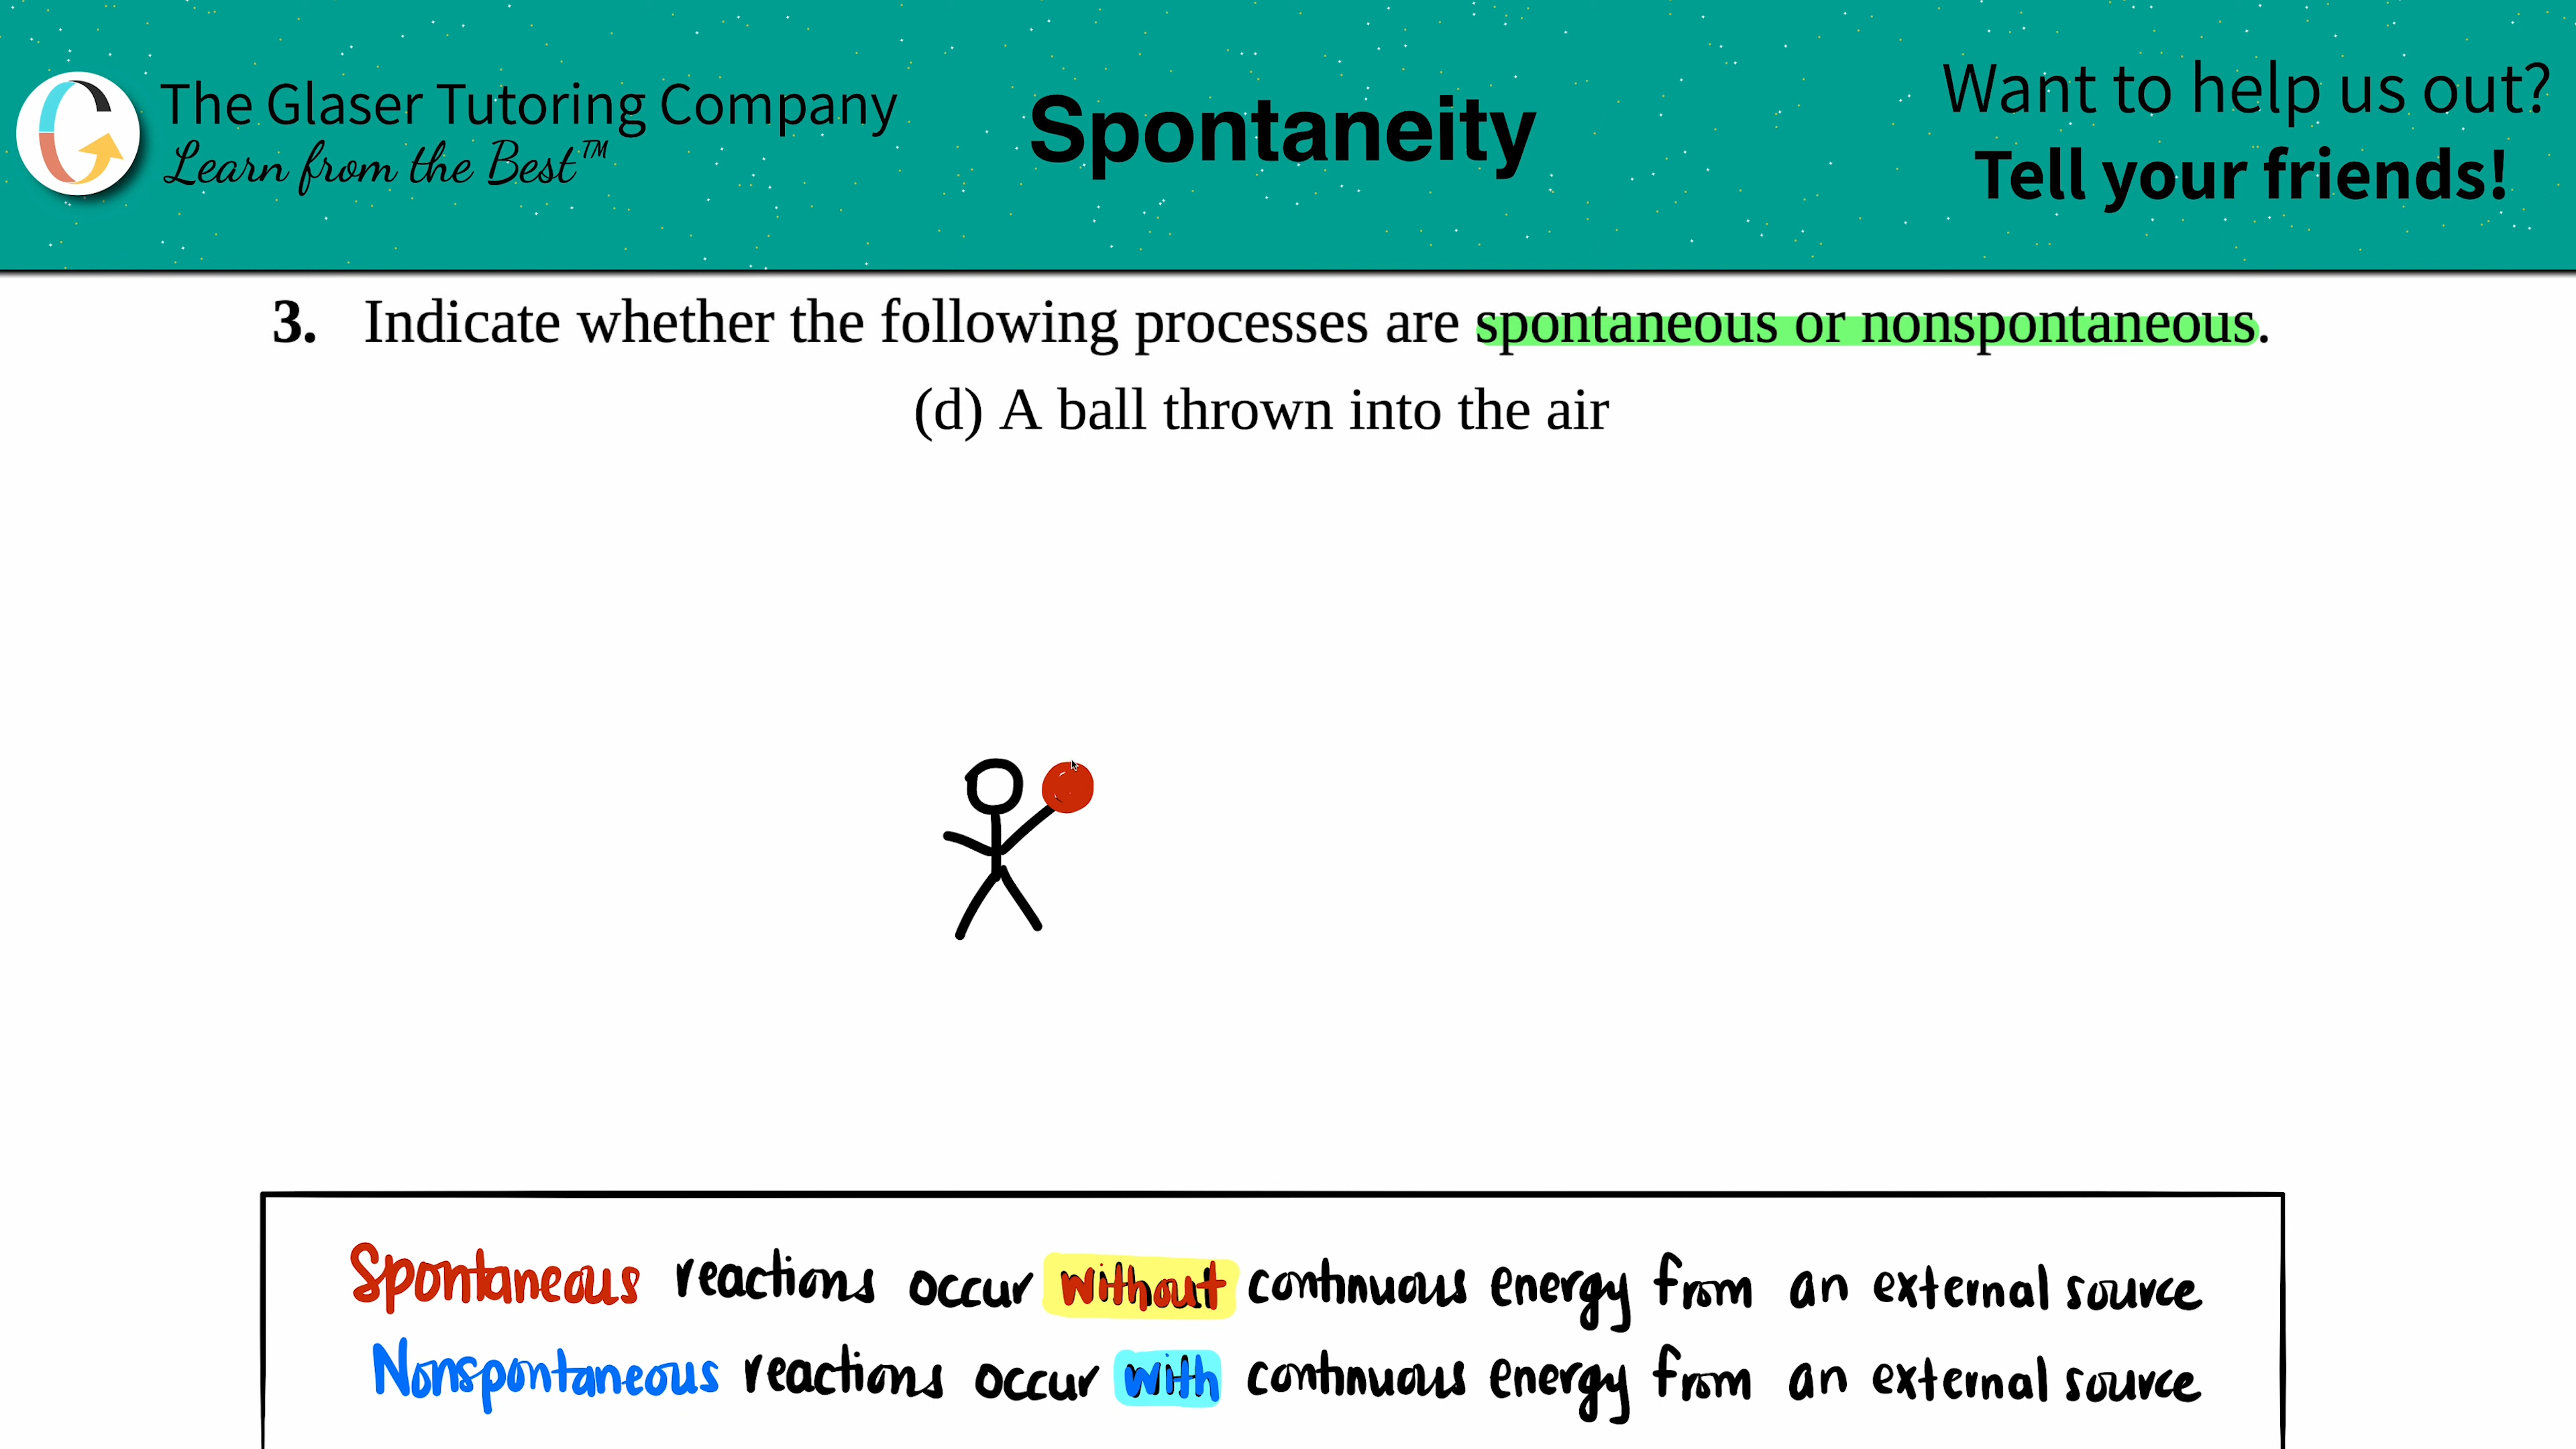 The Glaser Tutoring Company
Learn from the Best™
Spontaneity
Want to help us out?
Tell your friends!
3. Indicate whether the following processes are spontaneous or nonspontaneous.
(d) A ball thrown into the air
Spontaneous reactions occur without continuous energy from an external source
Nonspontaneous reactions occur with continuous energy from an external source